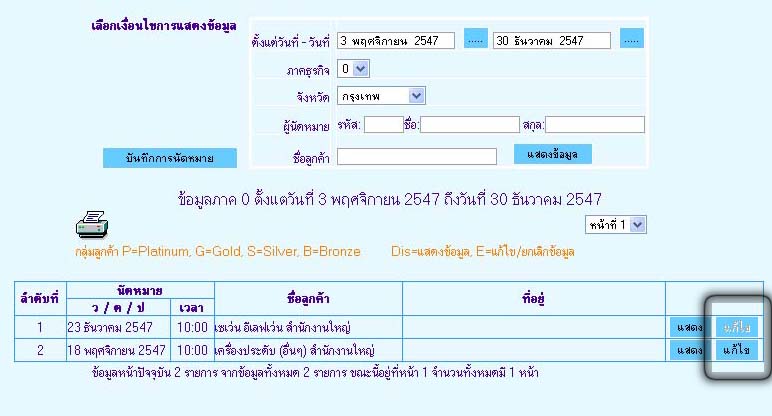 เลือกเงื่อนไขการแสดงข้อมูล
ตั้งแต่วันที่ - วันที่ 3 พฤศจิกายน 2547 ..... 30 ธันวาคม 2547 .....
ภาคธุรกิจ 0
จังหวัด กรุงเทพ
ผู้นัดหมาย รหัส: ชื่อ: สกุล:
บันทึกการนัดหมาย ชื่อลูกค้า แสดงข้อมูล
ข้อมูลภาค 0 ตั้งแตวันที่ 3 พฤศจิกายน 2547 ถึงวันที่ 30 ธันวาคม 2547
หน้าที่ 1
กลุ่มลูกค้า P=Platinum, G=Gold, S=Silver, B=Bronze Dis=แสดงข้อมูล, E=แก้ไข/ยกเลิกข้อมูล
ลำดับที่ นัดหมาย ชื่อลูกค้า ที่อยู่
ว / ด / ป เวลา
1 23 ธันวาคม 2547 10:00 เซเว่น อีเลฟเว่น สำนักงานใหญ่ แสดง แก้ไข
2 18 พฤศจิกายน 2547 10:00 เครื่องประดับ (อื่นๆ) สำนักงานใหญ่ แสดง แก้ไข
ข้อมูลหน้าปัจจุบัน 2 รายการ จากข้อมูลทั้งหมด 2 รายการ ขณะนี้อยู่ที่หน้า 1 จำนวนทั้งหมดมี 1 หน้า